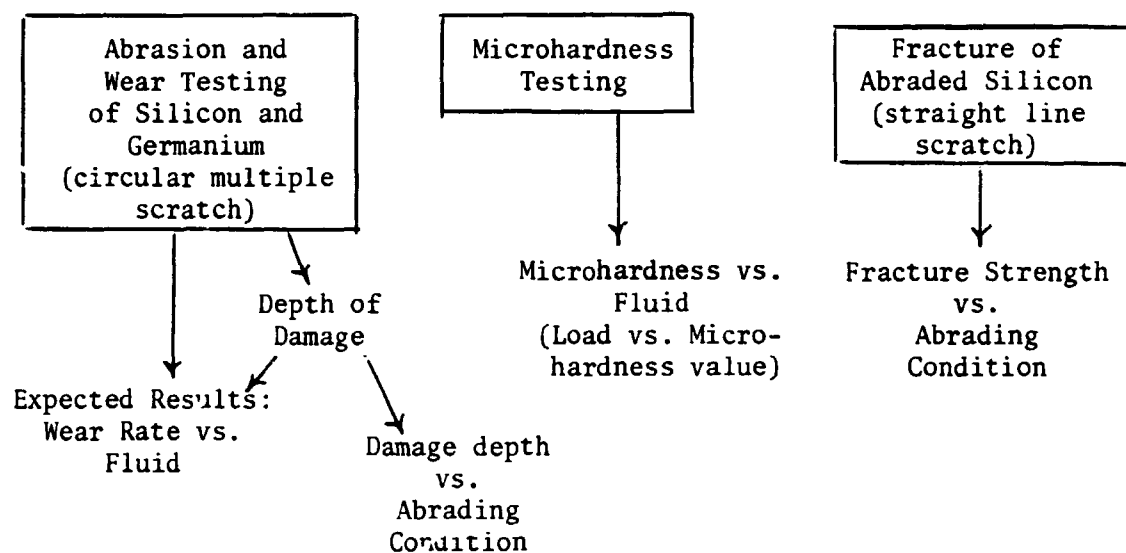 Abrasion and
Wear Testing
of Silicon and
Germanium
(circular multiple
scratch)
Microhardness
Testing
Fracture of
Abraded Silicon
(straight line
scratch)
Depth of
Damage
Expected Results:
Wear Rate vs.
Fluid
Damage depth
vs.
Abrading
Condition
Microhardness vs.
Fluid
(Load vs. Micro-
hardness value)
Fracture Strength
vs.
Abrading
Condition